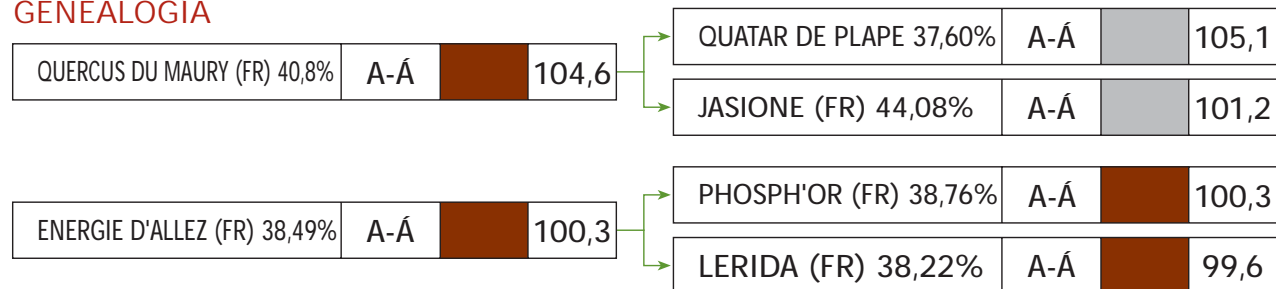 GENEALOGIA
QUERCUS DU MAURY (FR) 40,8% A-Á 104,6
QUATAR DE PLAPE 37,60% A-Á 105,1
JASIONE (FR) 44,08% A-Á 101,2
ENERGIE D'ALLEZ (FR) 38,49% A-Á 100,3
PHOSPH'OR (FR) 38,76% A-Á 100,3
LERIDA (FR) 38,22% A-Á 99,6